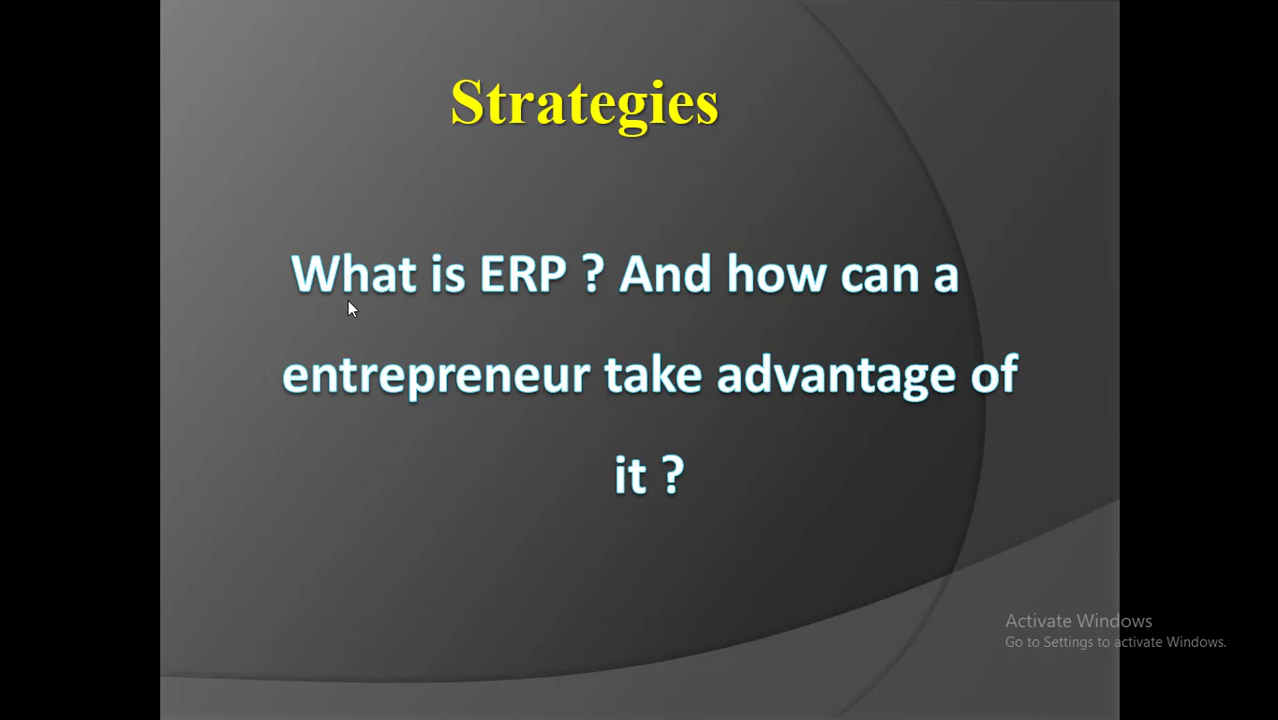 Strategies
What is ERP ? And how can a
entrepreneur take advantage of
it ?
Activate Windows
Go to Settings to activate Windows.